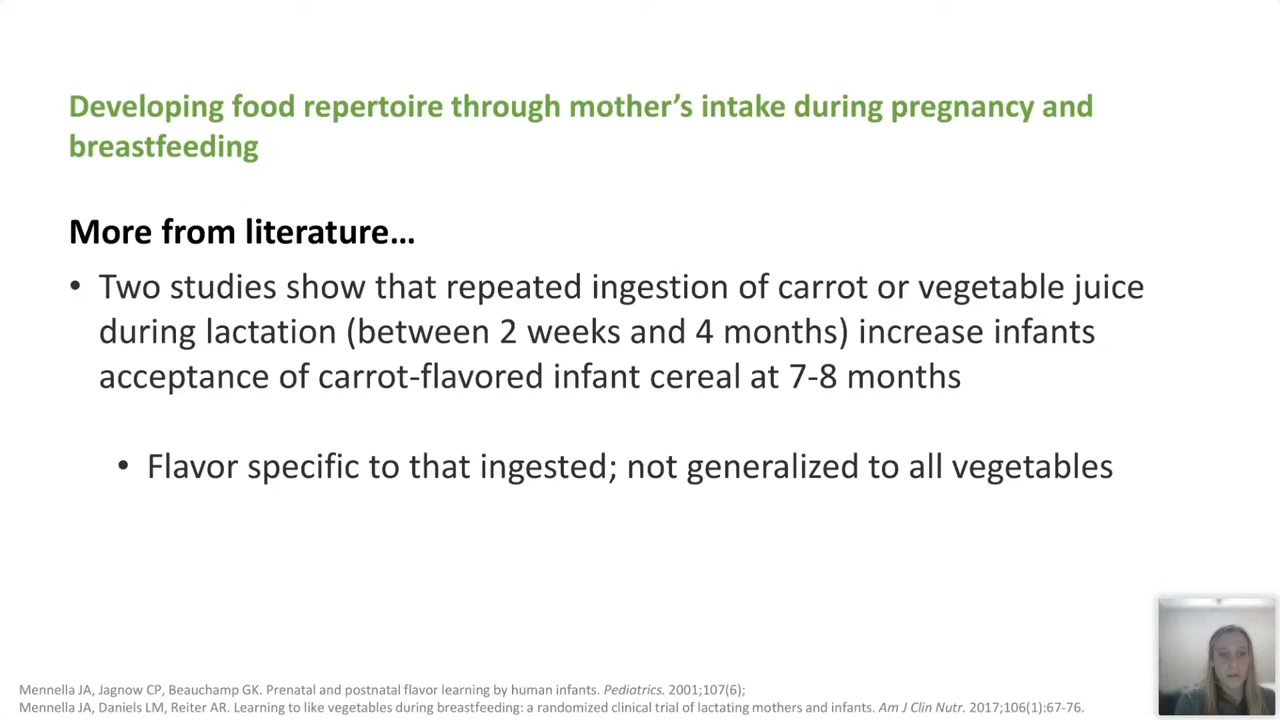 Developing food repertoire through mother's intake during pregnancy and
breastfeeding
More from literature…
• Two studies show that repeated ingestion of carrot or vegetable juice
during lactation (between 2 weeks and 4 months) increase infants
acceptance of carrot-flavored infant cereal at 7-8 months
• Flavor specific to that ingested; not generalized to all vegetables
Mennella JA, Jagnow CP, Beauchamp GK. Prenatal and postnatal flavor learning by human infants. Pediatrics. 2001;107(6);
Mennella JA, Daniels LM, Reiter AR. Learning to like vegetables during breastfeeding: a randomized clinical trial of lactating mothers and infants. Am J Clin Nutr. 2017;106(1):67-76.